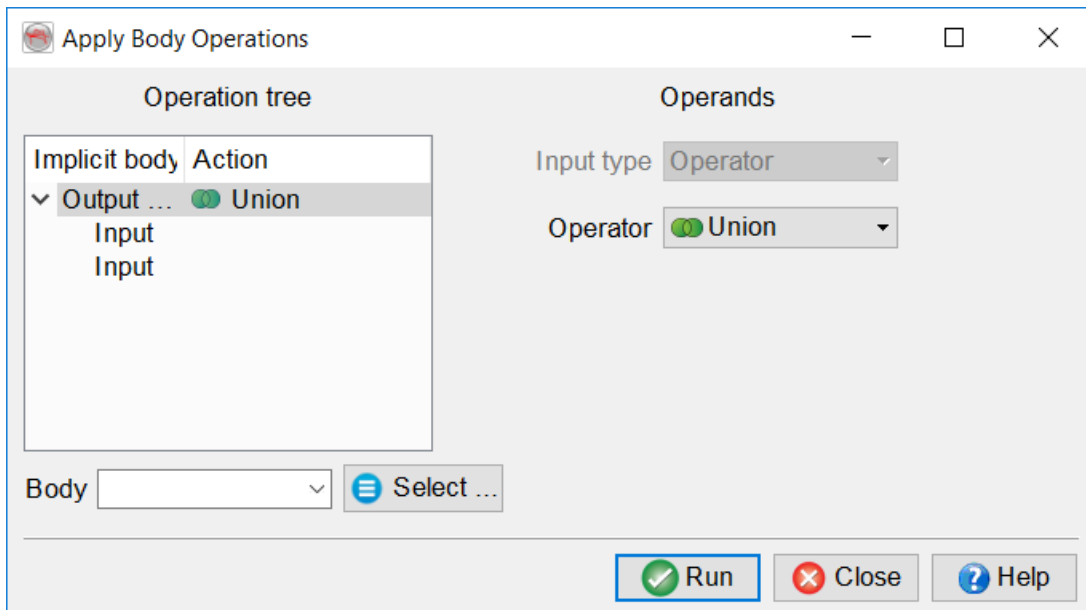 Apply Body Operations
Operation tree
Operands
Implicit body Action
Output ... Union
Input
Input
Input type Operator
Operator Union
Body Select ...
Run Close Help